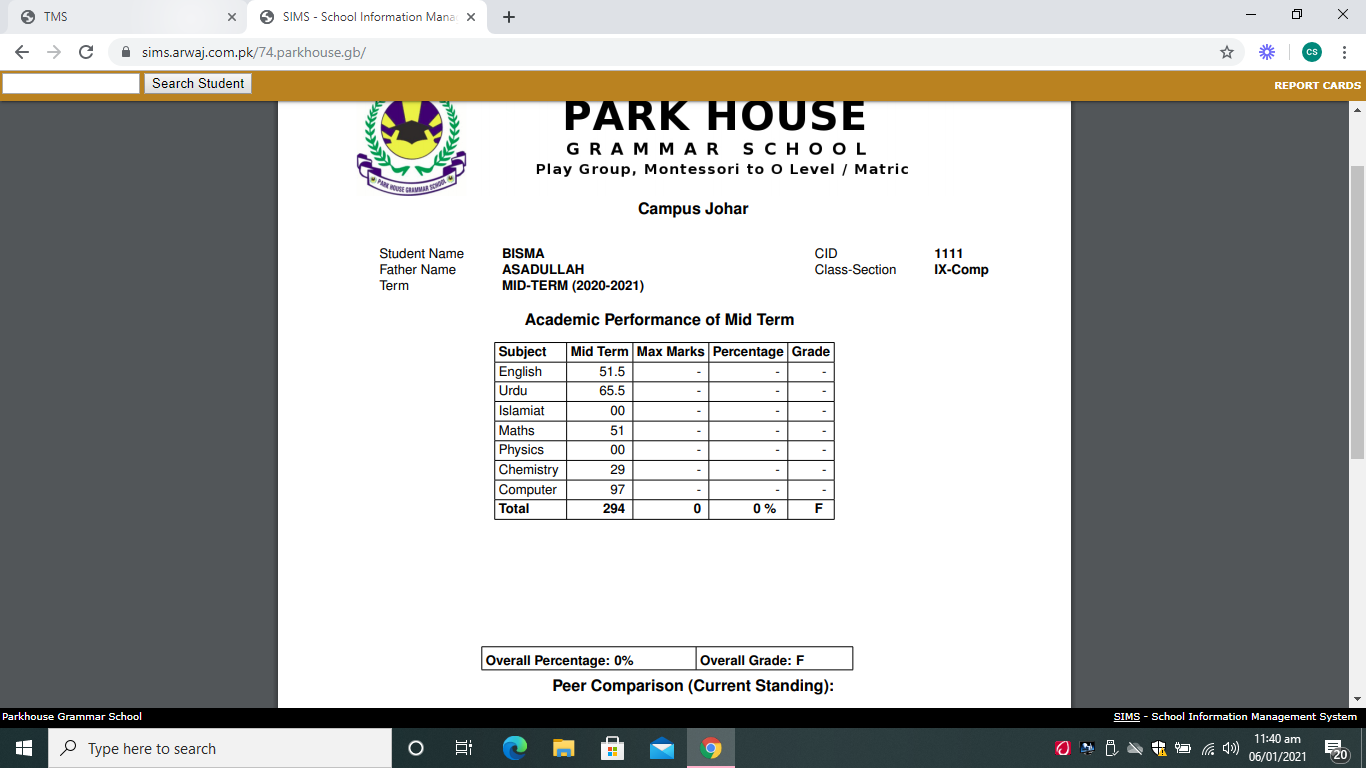 TMS
SIMS - School Information Mana
sims.arwaj.com.pk/74.parkhouse.gb/
CS
Search Student
REPORT CARDS
PARK HOUSE GRAMMAR SCHOOL
PARK HOUSE
GRAMMAR SCHOOL
Play Group, Montessori to O Level / Matric
Campus Johar
Student Name BISMA CID 1111
Father Name ASADULLAH Class-Section IX-Comp
Term MID-TERM (2020-2021)
Academic Performance of Mid Term
Subject Mid Term Max Marks Percentage Grade
English 51.5 - - -
Urdu 65.5 - - -
Islamiat 00 - - -
Maths 51 - - -
Physics 00 - - -
Chemistry 29 - - -
Computer 97 - - -
Total 294 0 0 % F
Overall Percentage: 0% Overall Grade: F
Peer Comparison (Current Standing):
Parkhouse Grammar School SIMS - School Information Management System
Type here to search
11:40 am
06/01/2021
20